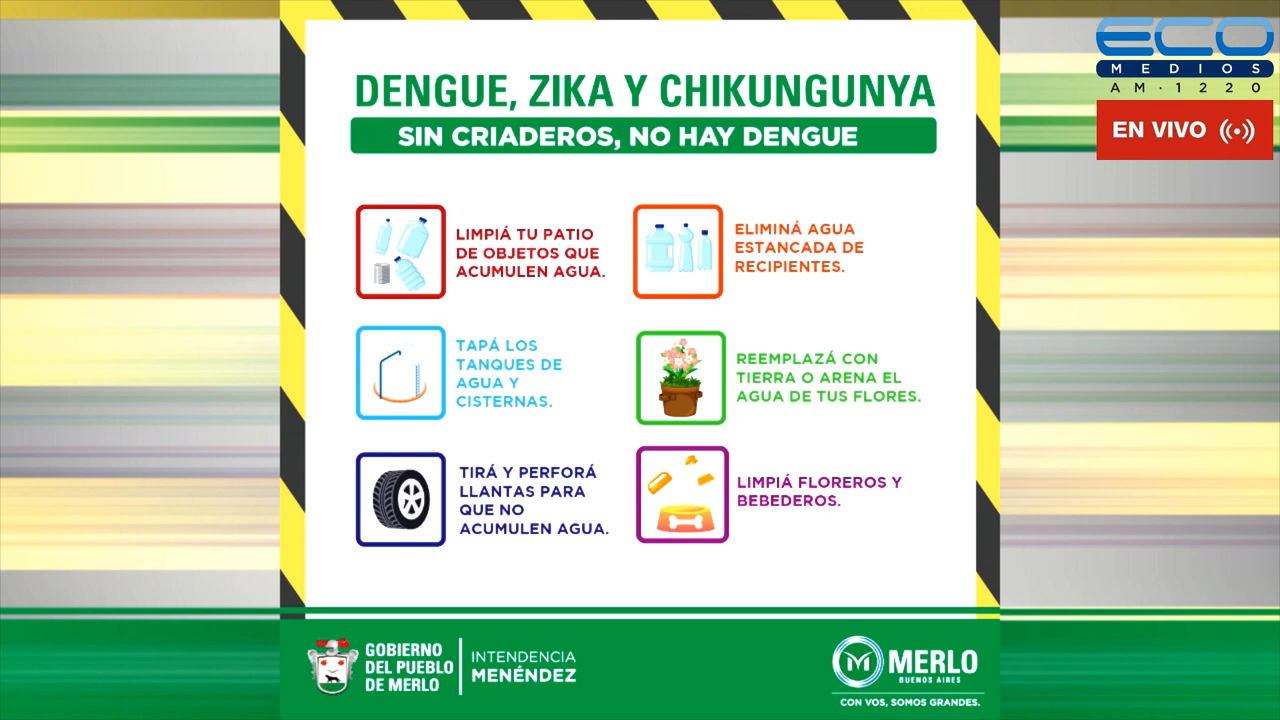 ECO
MEDIOS
AM·1220
EN VIVO
DENGUE, ZIKA Y CHIKUNGUNYA
SIN CRIADEROS, NO HAY DENGUE
LIMPIÁ TU PATIO
DE OBJETOS QUE
ACUMULEN AGUA.
ELIMINÁ AGUA
ESTANCADA DE
RECIPIENTES.
TAPÁ LOS
TANQUES DE
AGUA Y
CISTERNAS.
REEMPLAZÁ CON
TIERRA O ARENA EL
AGUA DE TUS FLORES.
TIRÁ Y PERFORÁ
LLANTAS PARA
QUE NO
ACUMULEN AGUA.
LIMPIÁ FLOREROS Y
BEBEDEROS.
GOBIERNO
DEL PUEBLO
DE MERLO
INTENDENCIA
MENÉNDEZ
MERLO
BUENOS AIRES
CON VOS, SOMOS GRANDES.